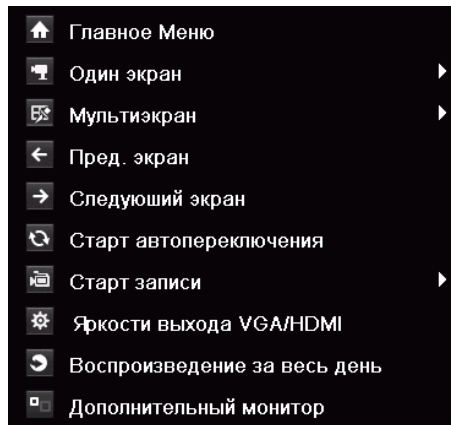 Главное Меню
Один экран
Мультиэкран
Пред. экран
Следуюший экран
Старт автопереключения
Старт записи
Яркости выхода VGA/HDMI
Воспроизведение за весь день
Дополнительный монитор